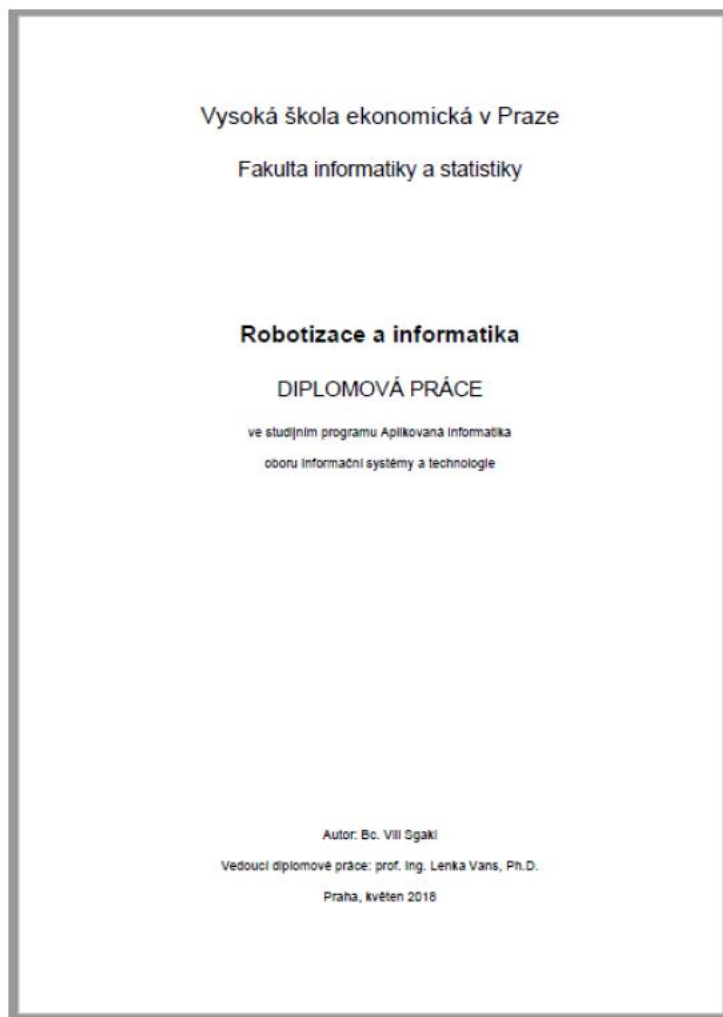 Vysoká škola ekonomická v Praze
Fakulta informatiky a statistiky
Robotizace a informatika
DIPLOMOVÁ PRÁCE
ve studijním programu Aplikovaná informatika
oboru Informační systémy a technologie
Autor: Bc. Vili Sgakl
Vedoucí diplomové práce: prof. Ing. Lenka Vans, Ph.D.
Praha, květen 2018